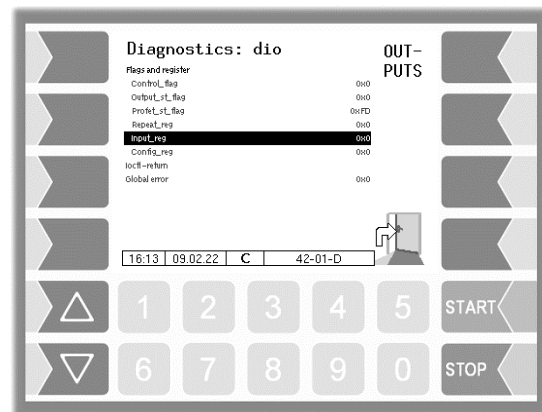 Diagnostics: dio
OUT-
PUTS
Flags and register
Control_flag 0x0
Output_st_flag 0x0
Profet_st_flag 0xFD
Repeat_reg 0x0
Input_reg 0x0
Config_reg 0x0
ioctl-return
Global error 0x0
16:13 09.02.22 C 42-01-D
1 2 3 4 5 START
6 7 8 9 0 STOP